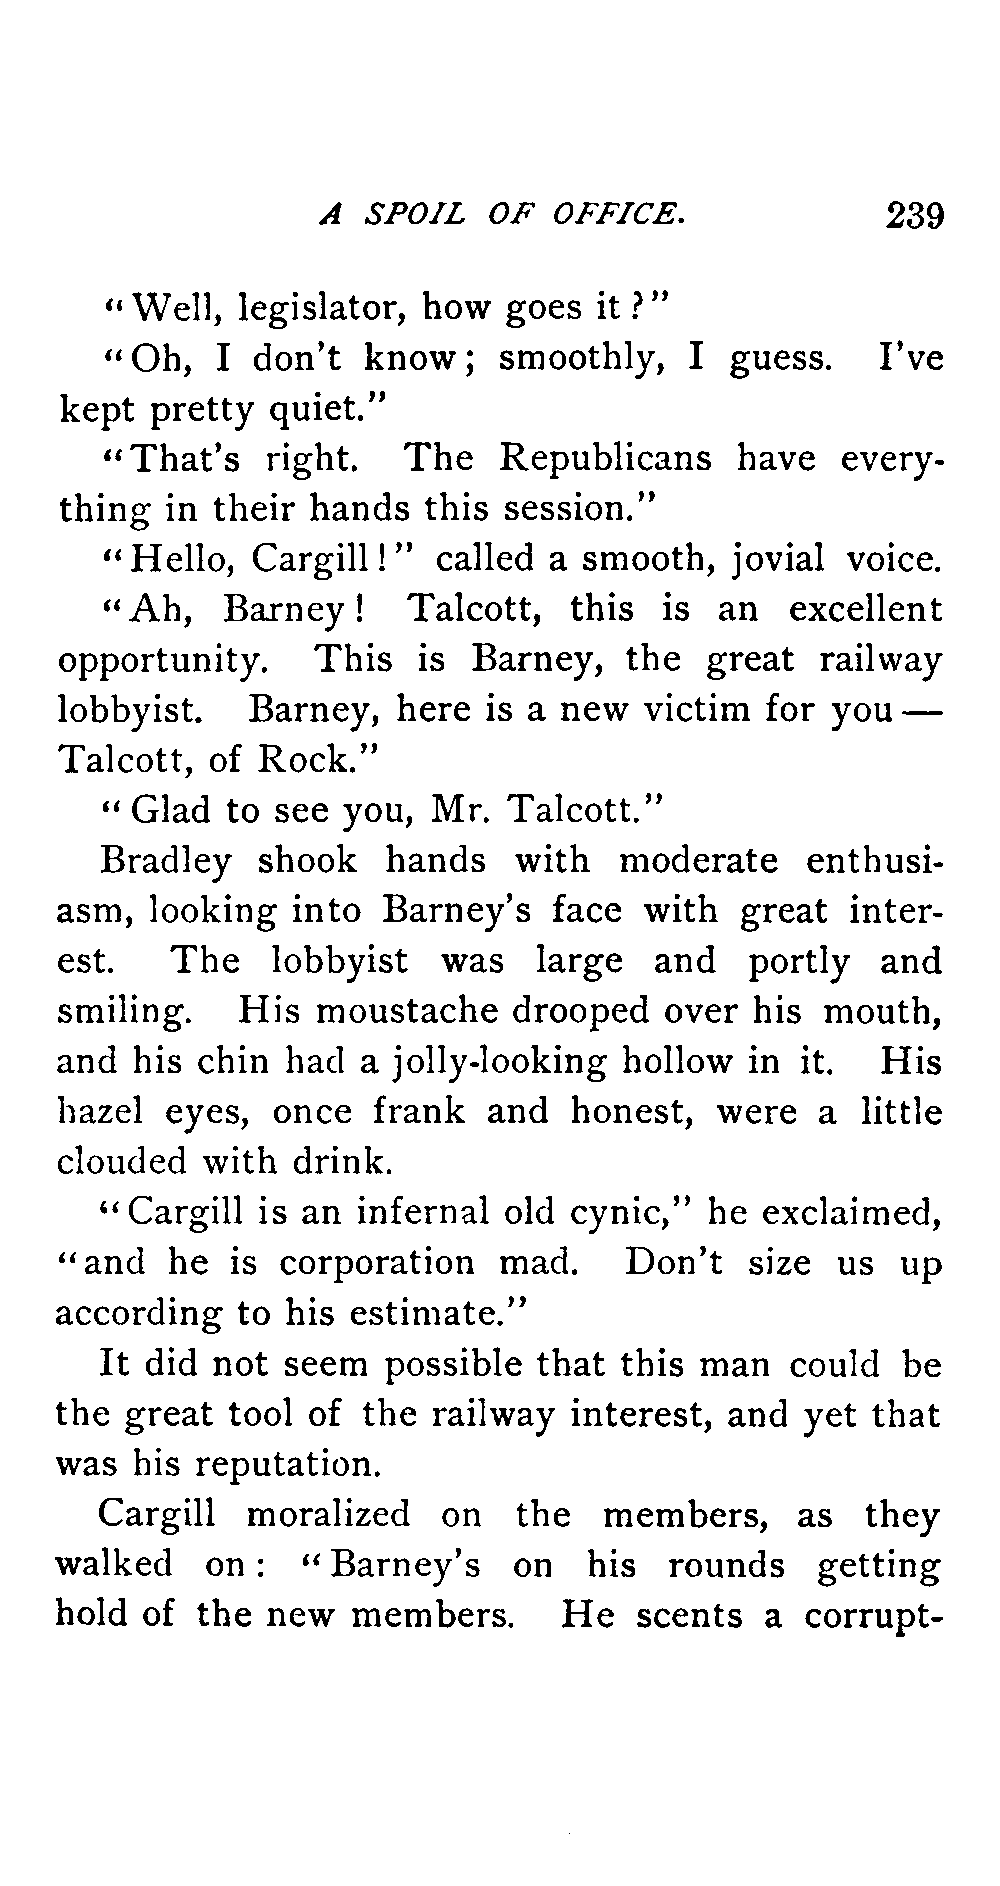 A SPOIL OF OFFICE. 239
“Well, legislator, how goes it?”
“Oh, I don’t know; smoothly, I guess. I’ve
kept pretty quiet.”
“That’s right. The Republicans have every-
thing in their hands this session.”
“Hello, Cargill!” called a smooth, jovial voice.
“Ah, Barney! Talcott, this is an excellent
opportunity. This is Barney, the great railway
lobbyist. Barney, here is a new victim for you —
Talcott, of Rock.”
“Glad to see you, Mr. Talcott.”
Bradley shook hands with moderate enthusi-
asm, looking into Barney’s face with great inter-
est. The lobbyist was large and portly and
smiling. His moustache drooped over his mouth,
and his chin had a jolly-looking hollow in it. His
hazel eyes, once frank and honest, were a little
clouded with drink.
“Cargill is an infernal old cynic,” he exclaimed,
“and he is corporation mad. Don’t size us up
according to his estimate.”
It did not seem possible that this man could be
the great tool of the railway interest, and yet that
was his reputation.
Cargill moralized on the members, as they
walked on: “Barney’s on his rounds getting
hold of the new members. He scents a corrupt-